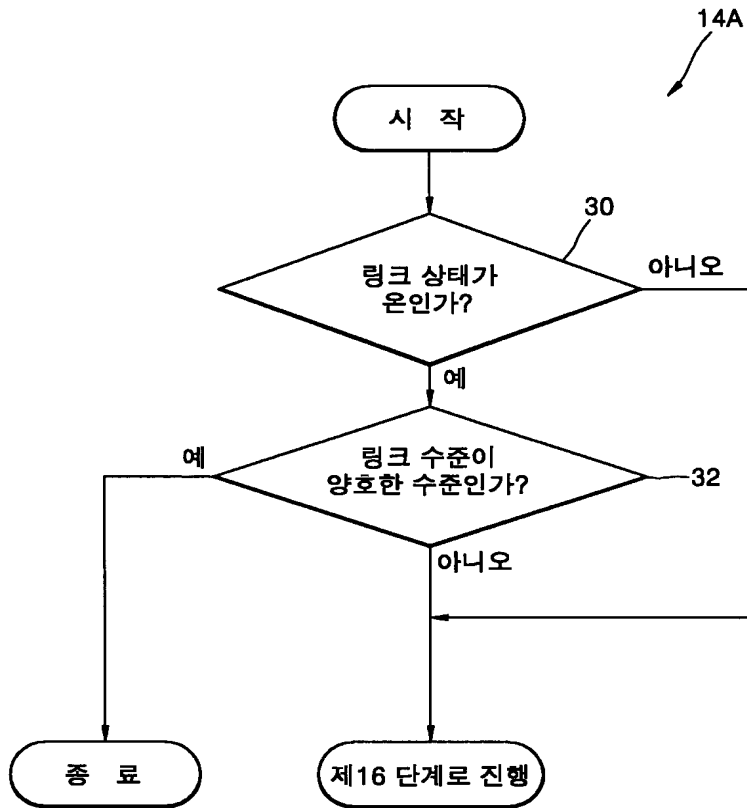 14A
시 작
30
링크 상태가
온인가?
아니오
예
예
링크 수준이
양호한 수준인가?
32
아니오
종 료
제16 단계로 진행